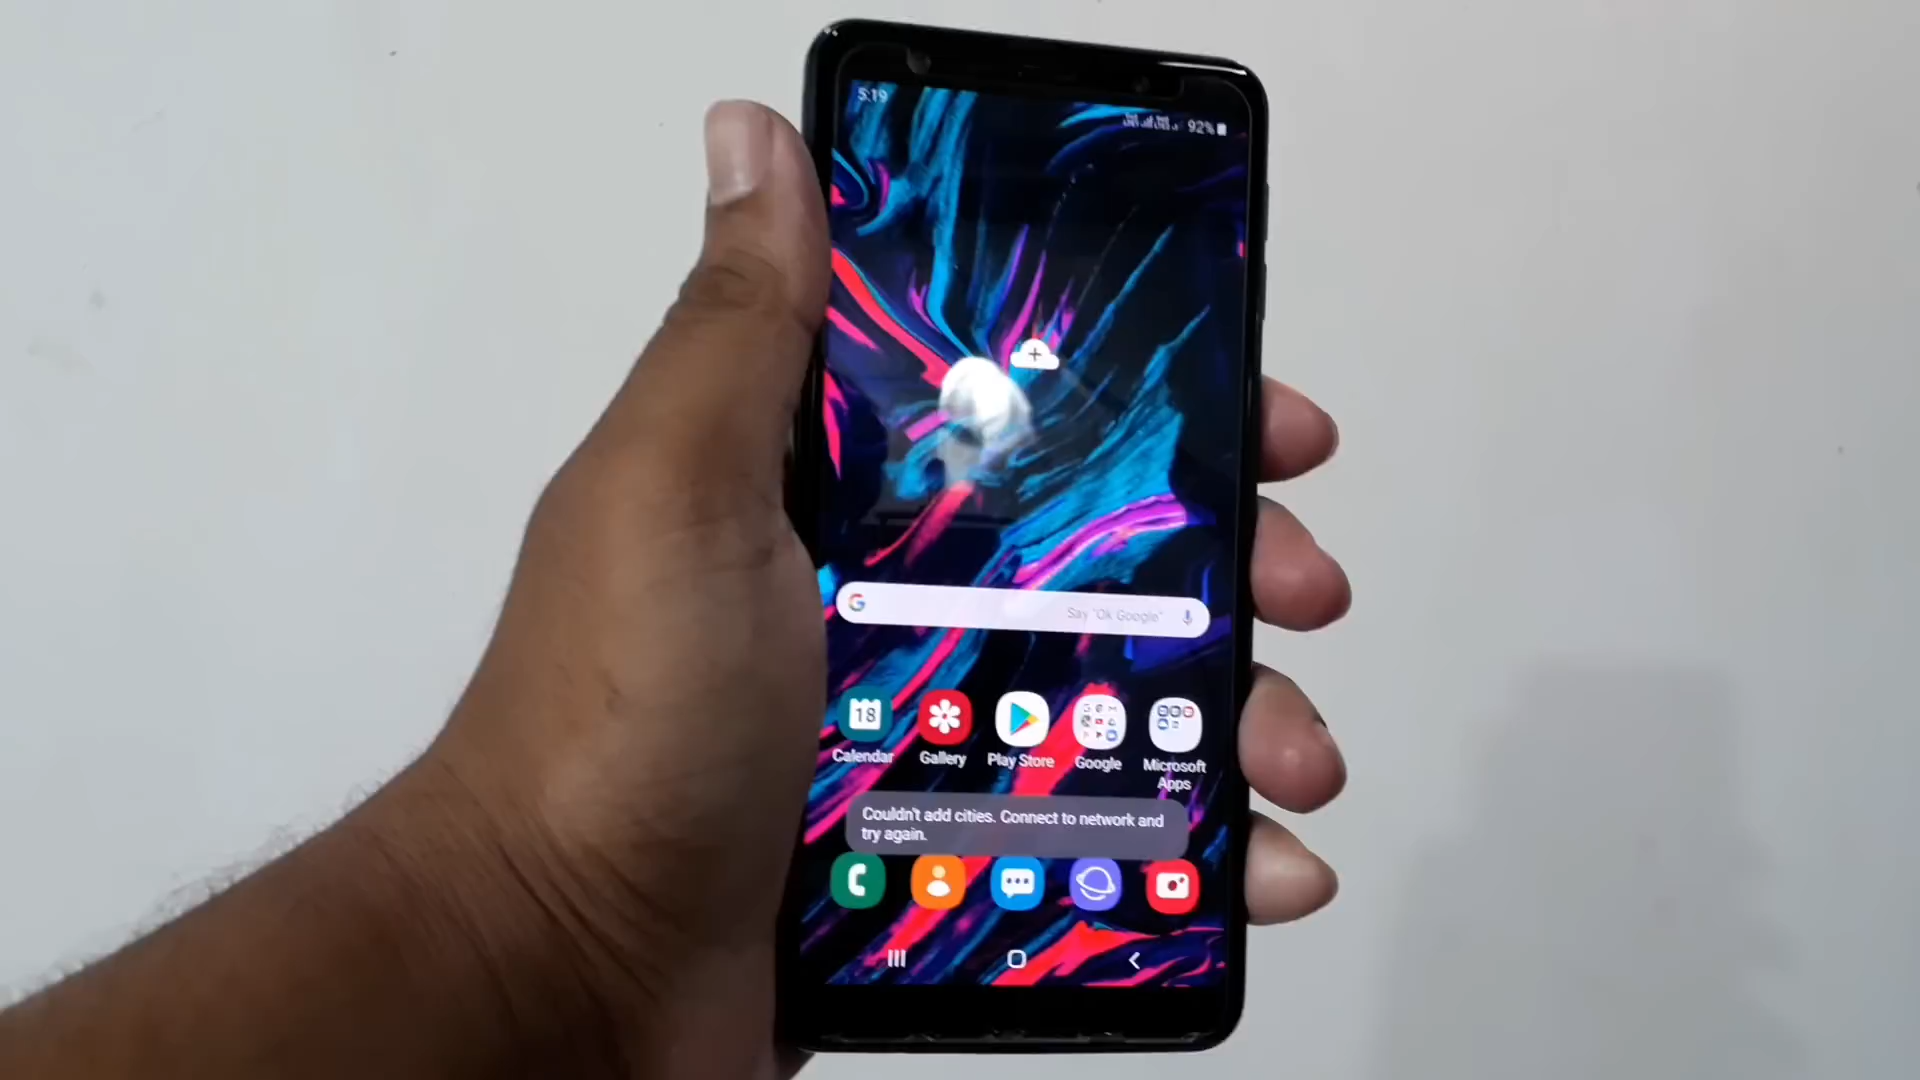 5:19
92%
G
Say "Ok Google"
18
Calendar
Gallery
Play Store
Google
Microsoft
Apps
Couldn't add cities. Connect to network and
try again.